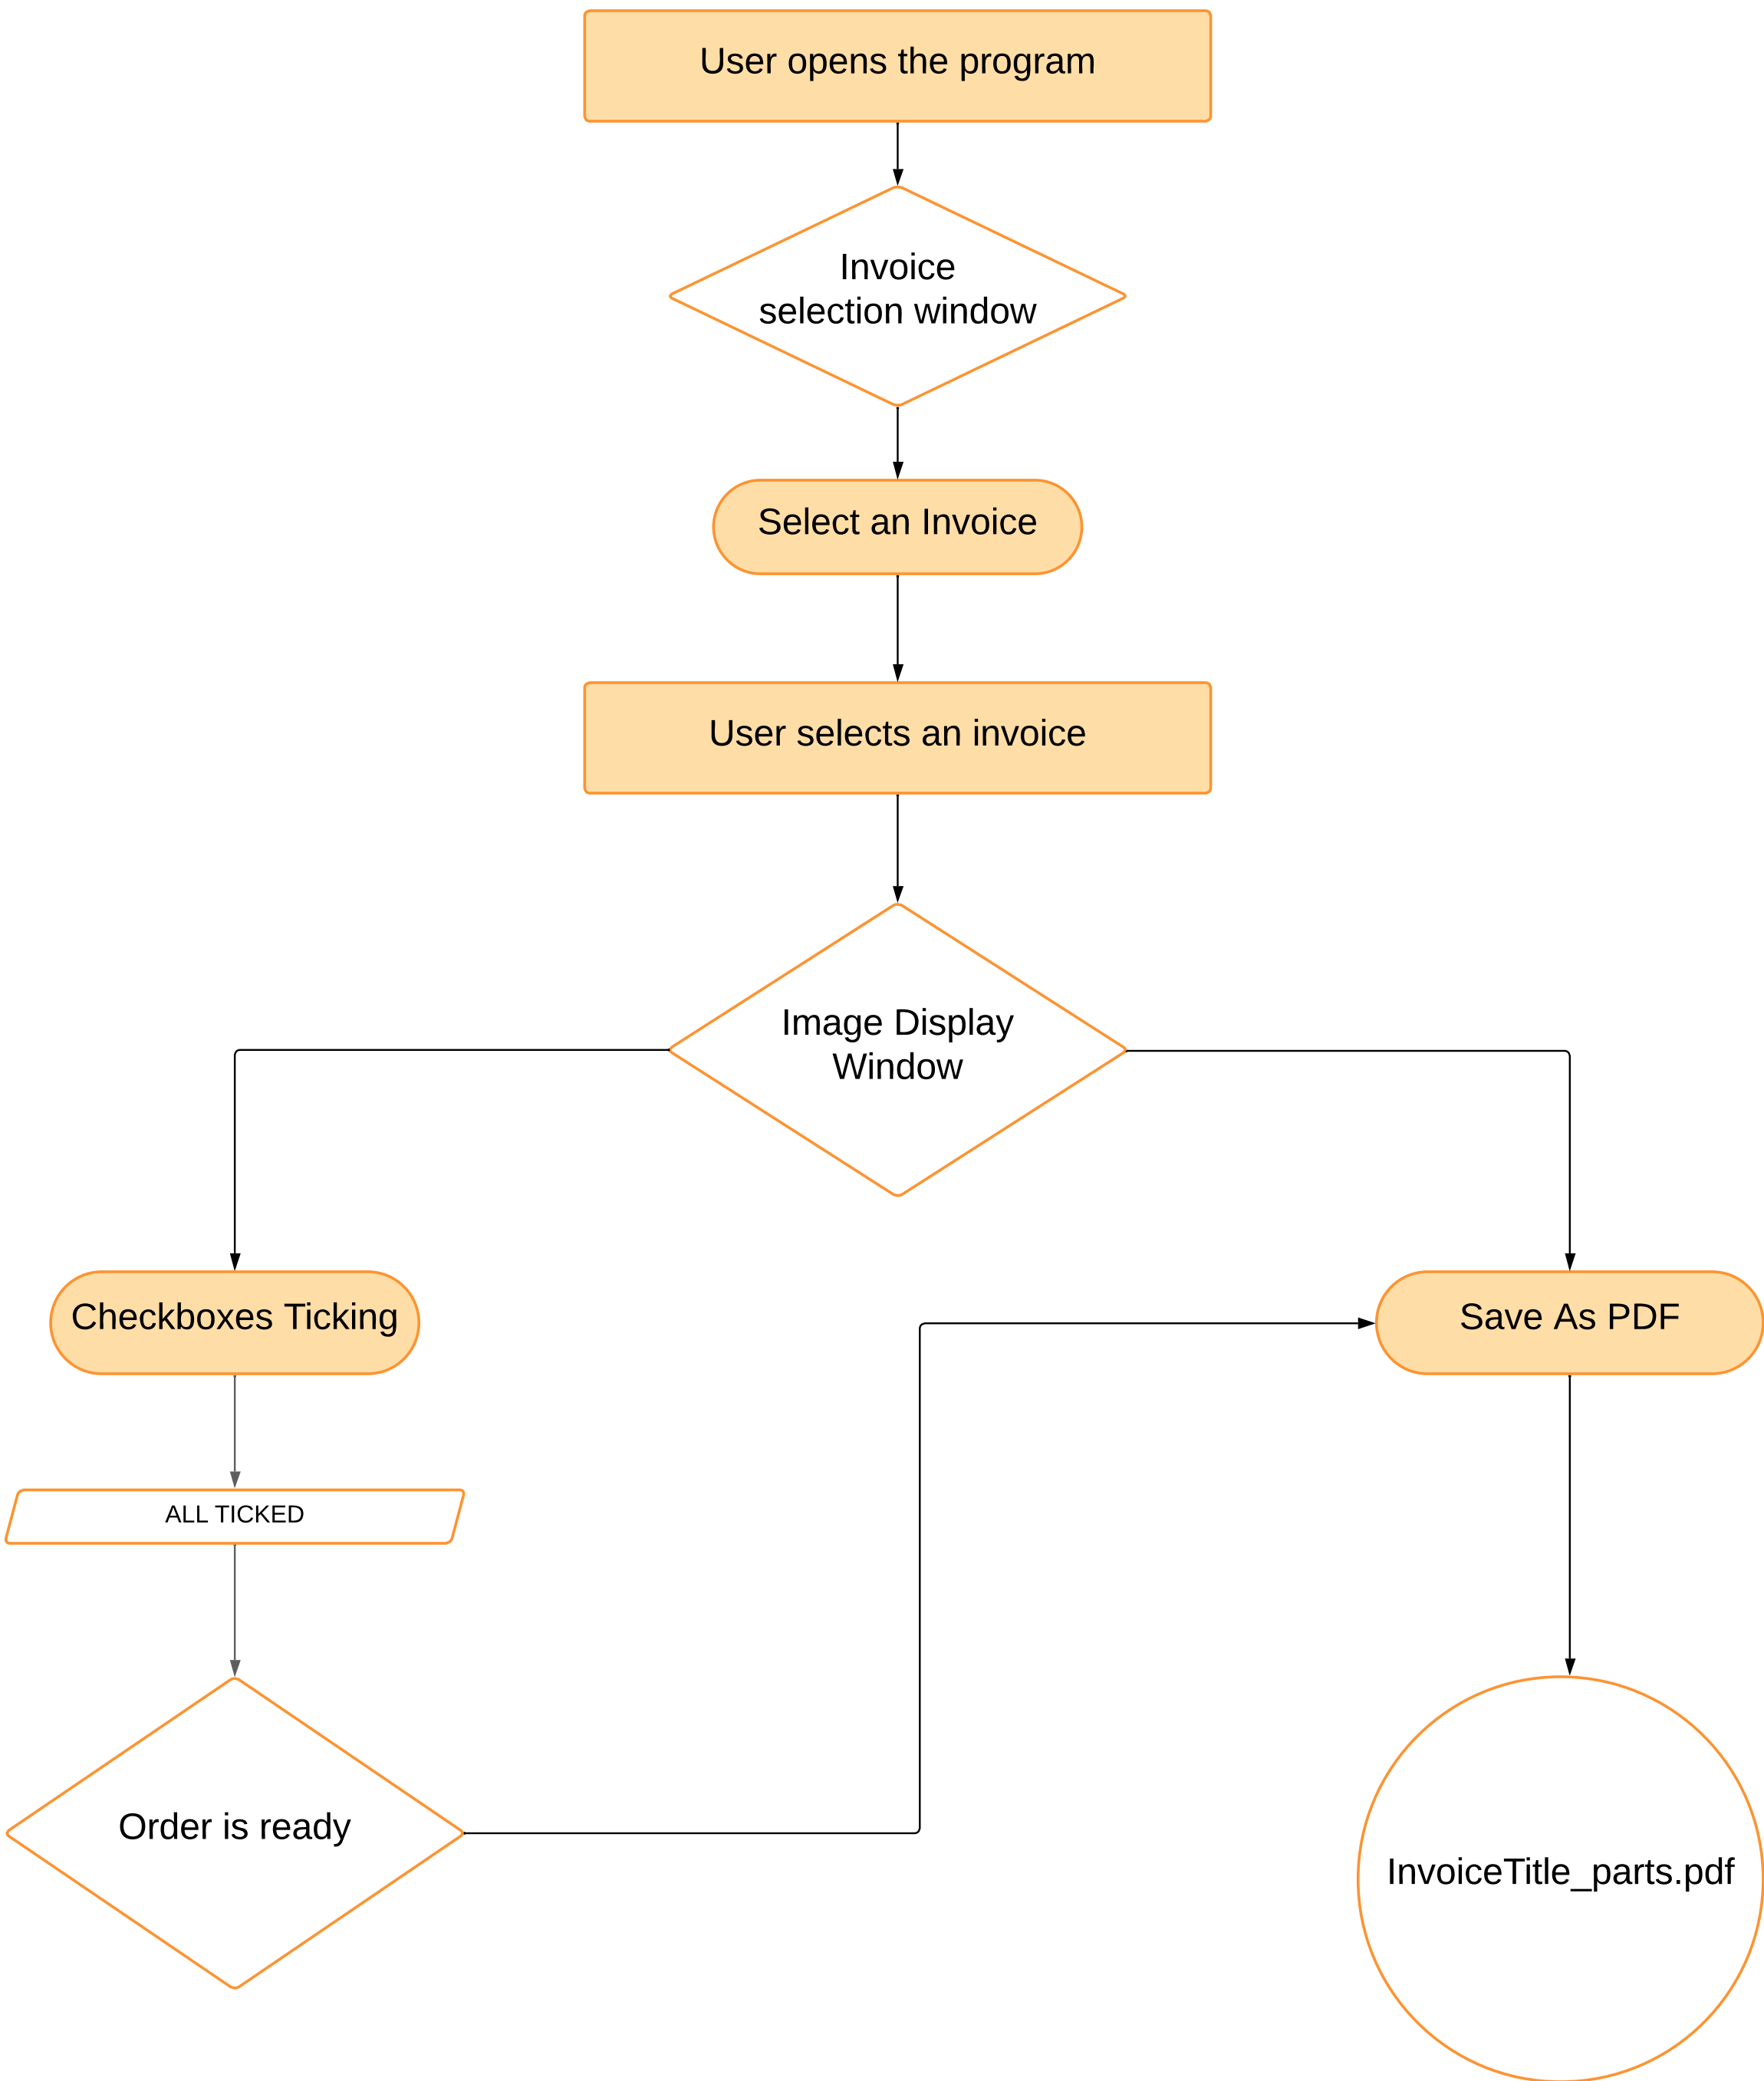 User opens the program
Invoice
selection window
Select an Invoice
User selects an invoice
Image Display
Window
Checkboxes Ticking
Save As PDF
ALL TICKED
Order is ready
InvoiceTitle_parts.pdf